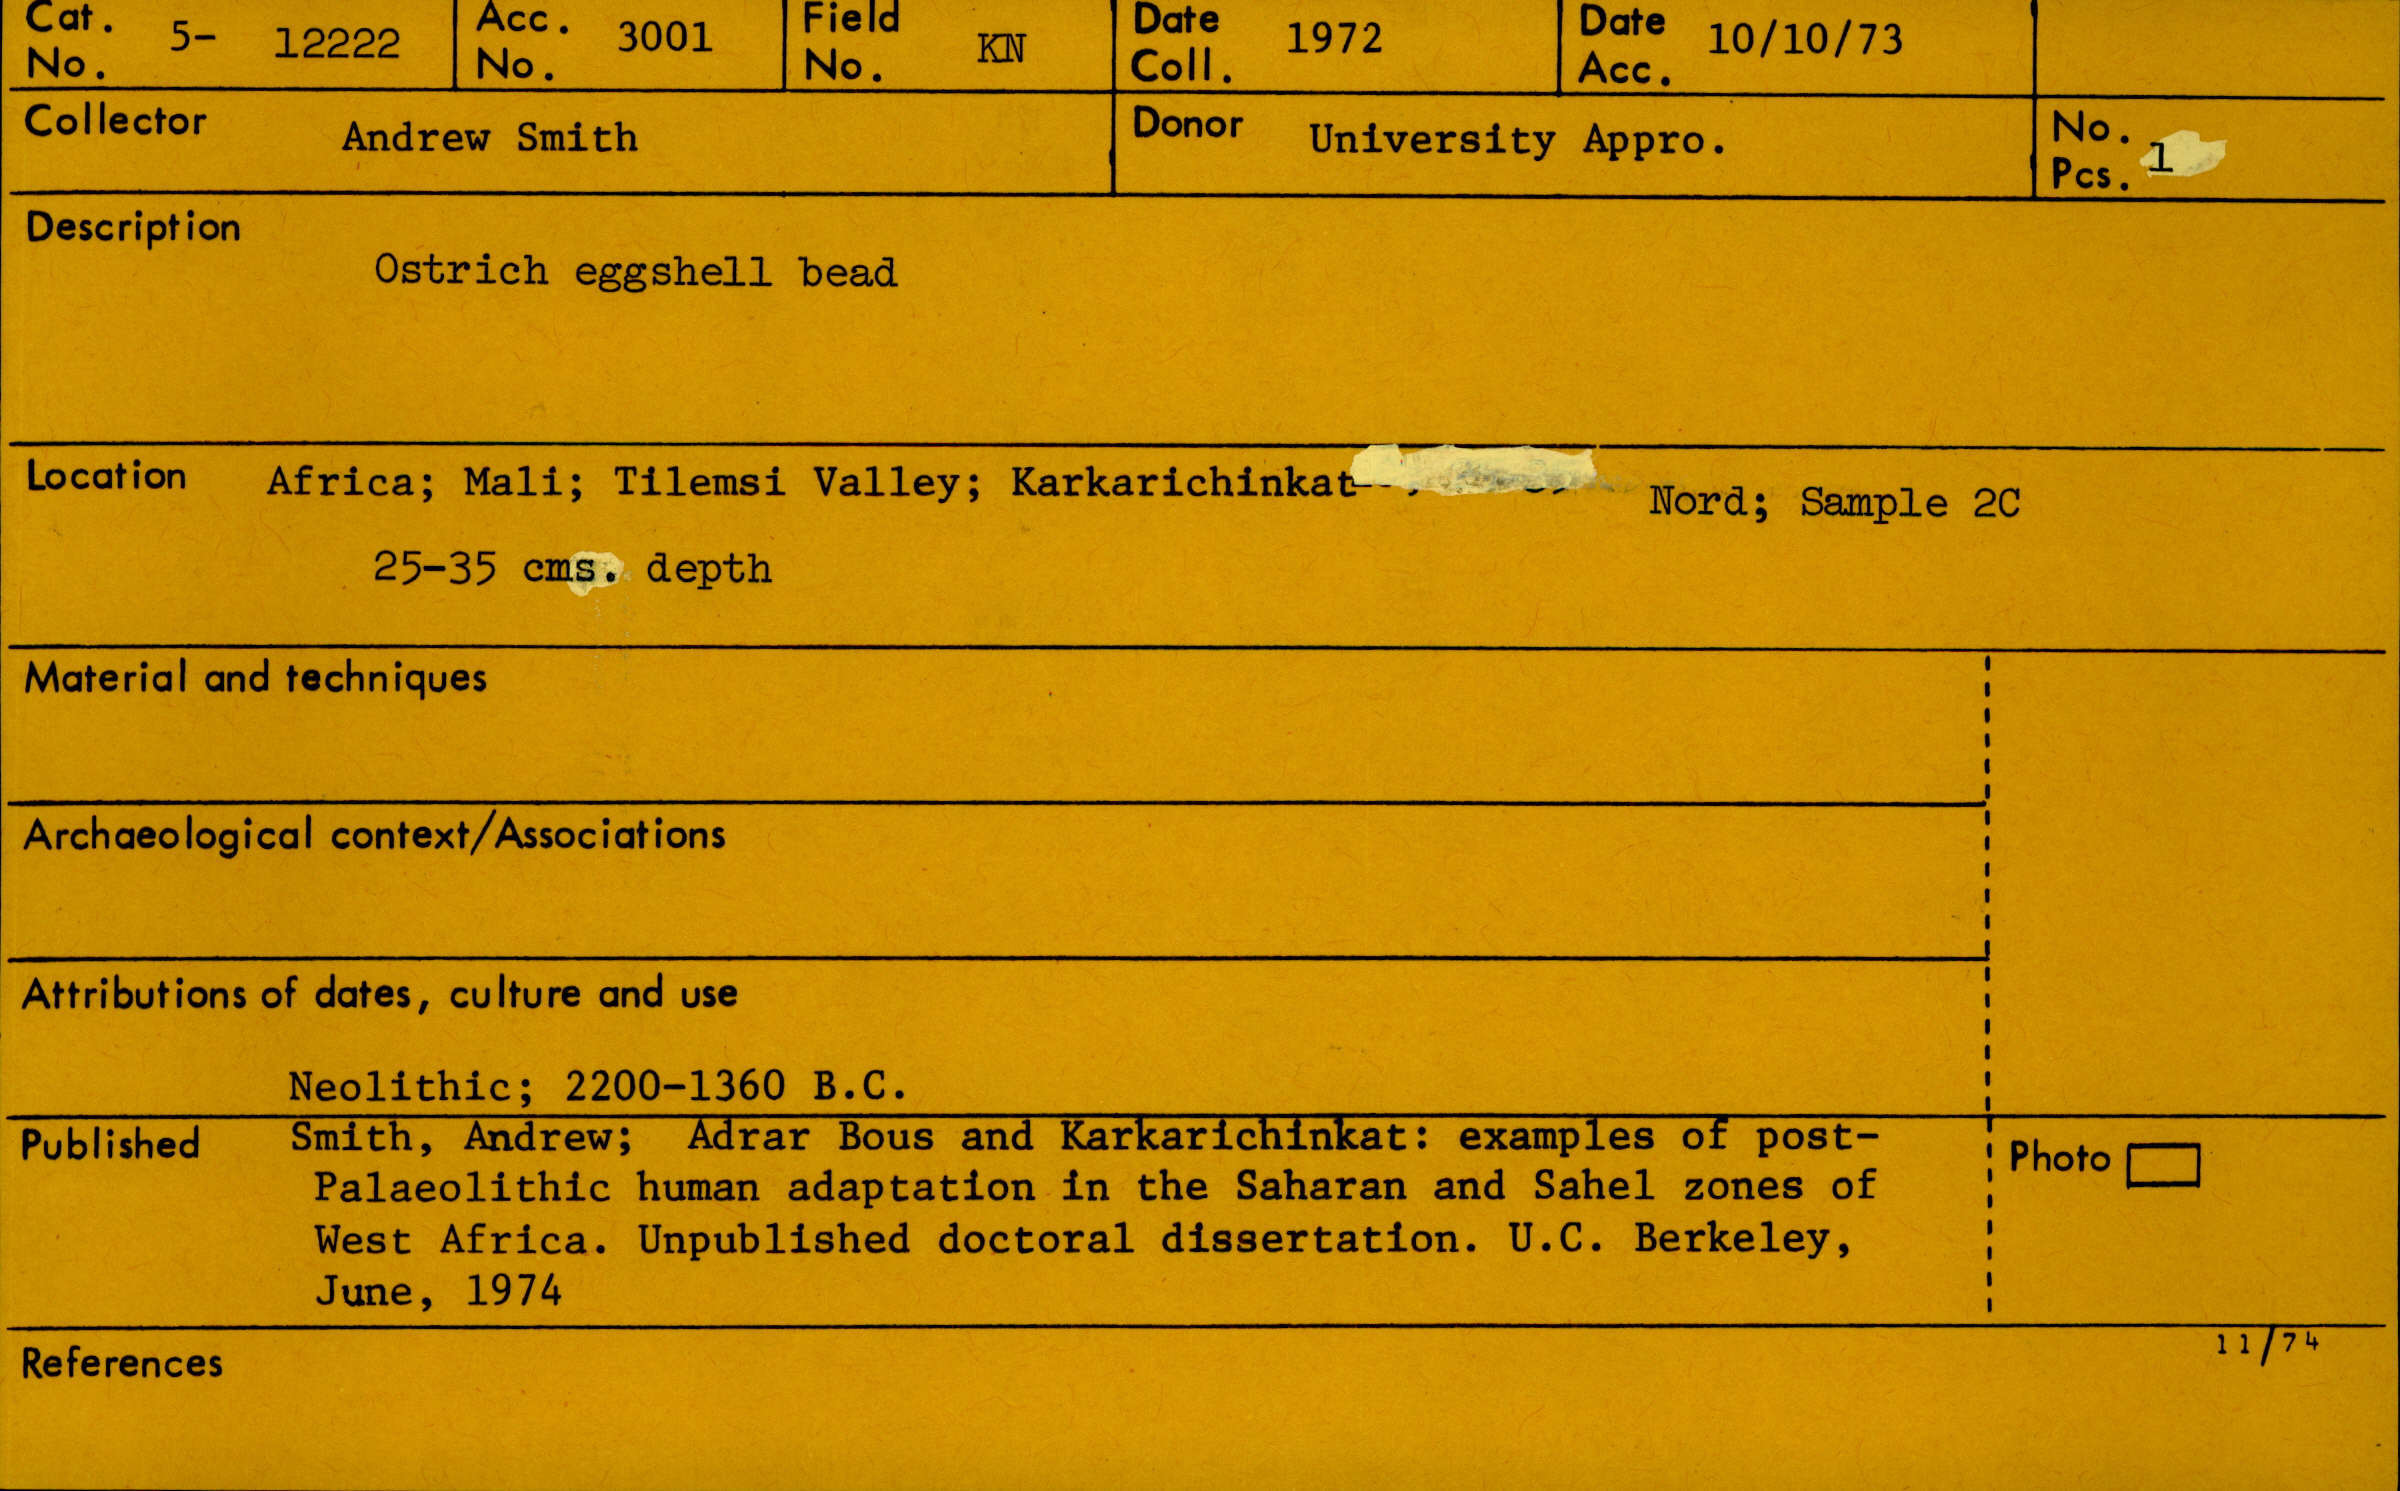 Cat. No. 5- 12222 Acc. No. 3001 Field No. KN Date Coll. 1972 Date Acc. 10/10/73
Collector Andrew Smith Donor University Appro. No. Pcs. 1
Description
Ostrich eggshell bead
Location Africa; Mali; Tilemsi Valley; Karkarichinkat Nord; Sample 2C
25-35 cms. depth
Material and techniques
Archaeological context/Associations
Attributions of dates, culture and use
Neolithic; 2200-1360 B.C.
Published Smith, Andrew; Adrar Bous and Karkarichinkat: examples of post-
Palaeolithic human adaptation in the Saharan and Sahel zones of
West Africa. Unpublished doctoral dissertation. U.C. Berkeley,
June, 1974
Photo
11/74
References